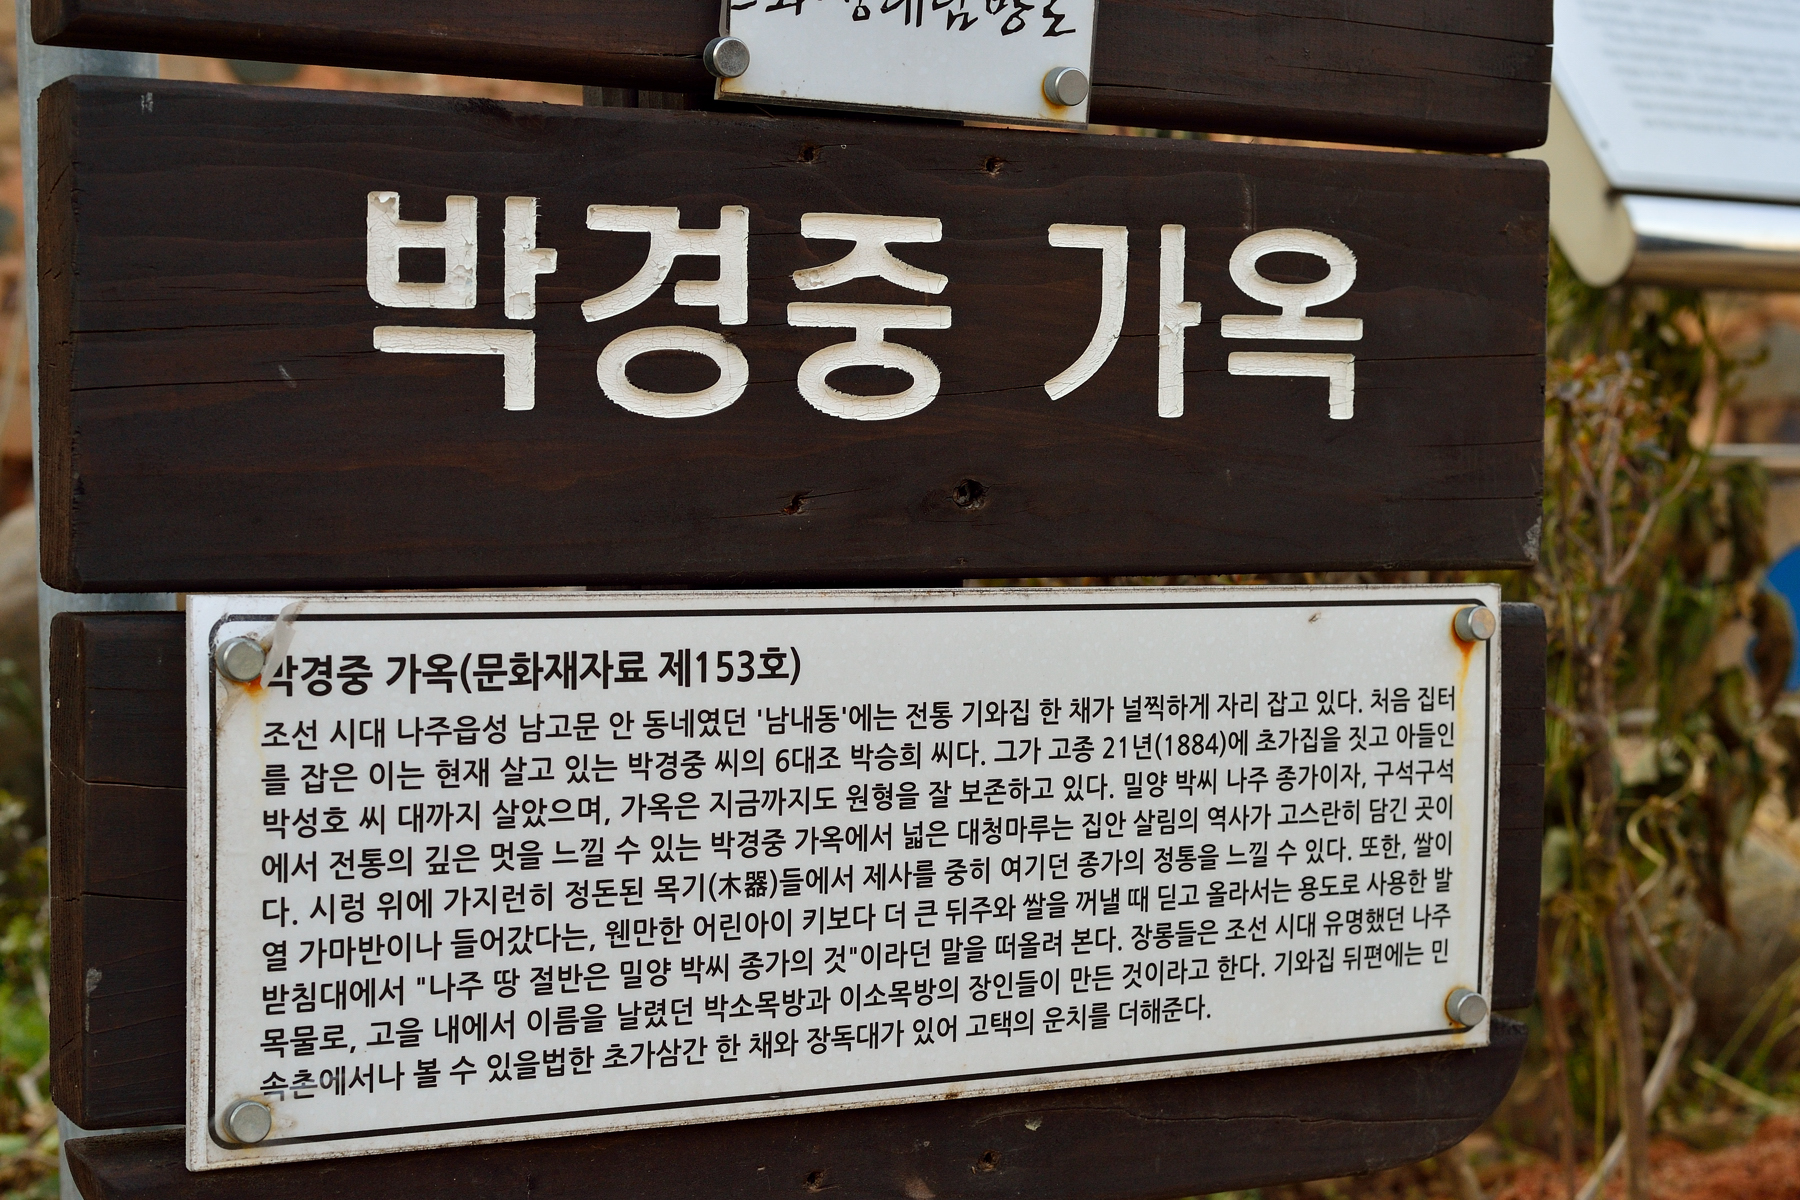 박경중 가옥
박경중 가옥(문화재자료 제153호)
조선 시대 나주읍성 남고문 안 동네였던 '남내동'에는 전통 기와집 한 채가 널찍하게 자리 잡고 있다. 처음 집터
를 잡은 이는 현재 살고 있는 박경중 씨의 6대조 박승희 씨다. 그가 고종 21년(1884)에 초가집을 짓고 아들인
박성호 씨 대까지 살았으며, 가옥은 지금까지도 원형을 잘 보존하고 있다. 밀양 박씨 나주 종가이자, 구석구석
에서 전통의 깊은 멋을 느낄 수 있는 박경중 가옥에서 넓은 대청마루는 집안 살림의 역사가 고스란히 담긴 곳이
다. 시렁 위에 가지런히 정돈된 목기(木器)들에서 제사를 중히 여기던 종가의 정통을 느낄 수 있다. 또한, 쌀이
열 가마반이나 들어갔다는, 웬만한 어린아이 키보다 더 큰 뒤주와 쌀을 꺼낼 때 딛고 올라서는 용도로 사용한 발
받침대에서 "나주 땅 절반은 밀양 박씨 종가의 것"이라던 말을 떠올려 본다. 장롱들은 조선 시대 유명했던 나주
목물로, 고을 내에서 이름을 날렸던 박소목방과 이소목방의 장인들이 만든 것이라고 한다. 기와집 뒤편에는 민
속촌에서나 볼 수 있을법한 초가삼간 한 채와 장독대가 있어 고택의 운치를 더해준다.